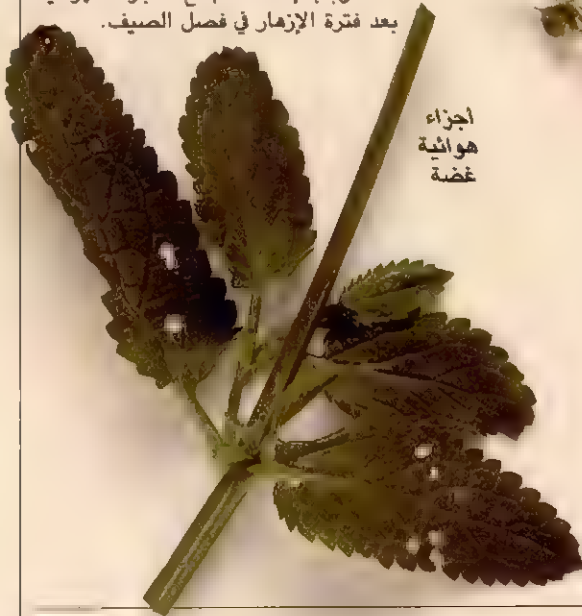 بعد فترة الإزهار في فصل الصيف.
أجزاء
هوائية
غضة